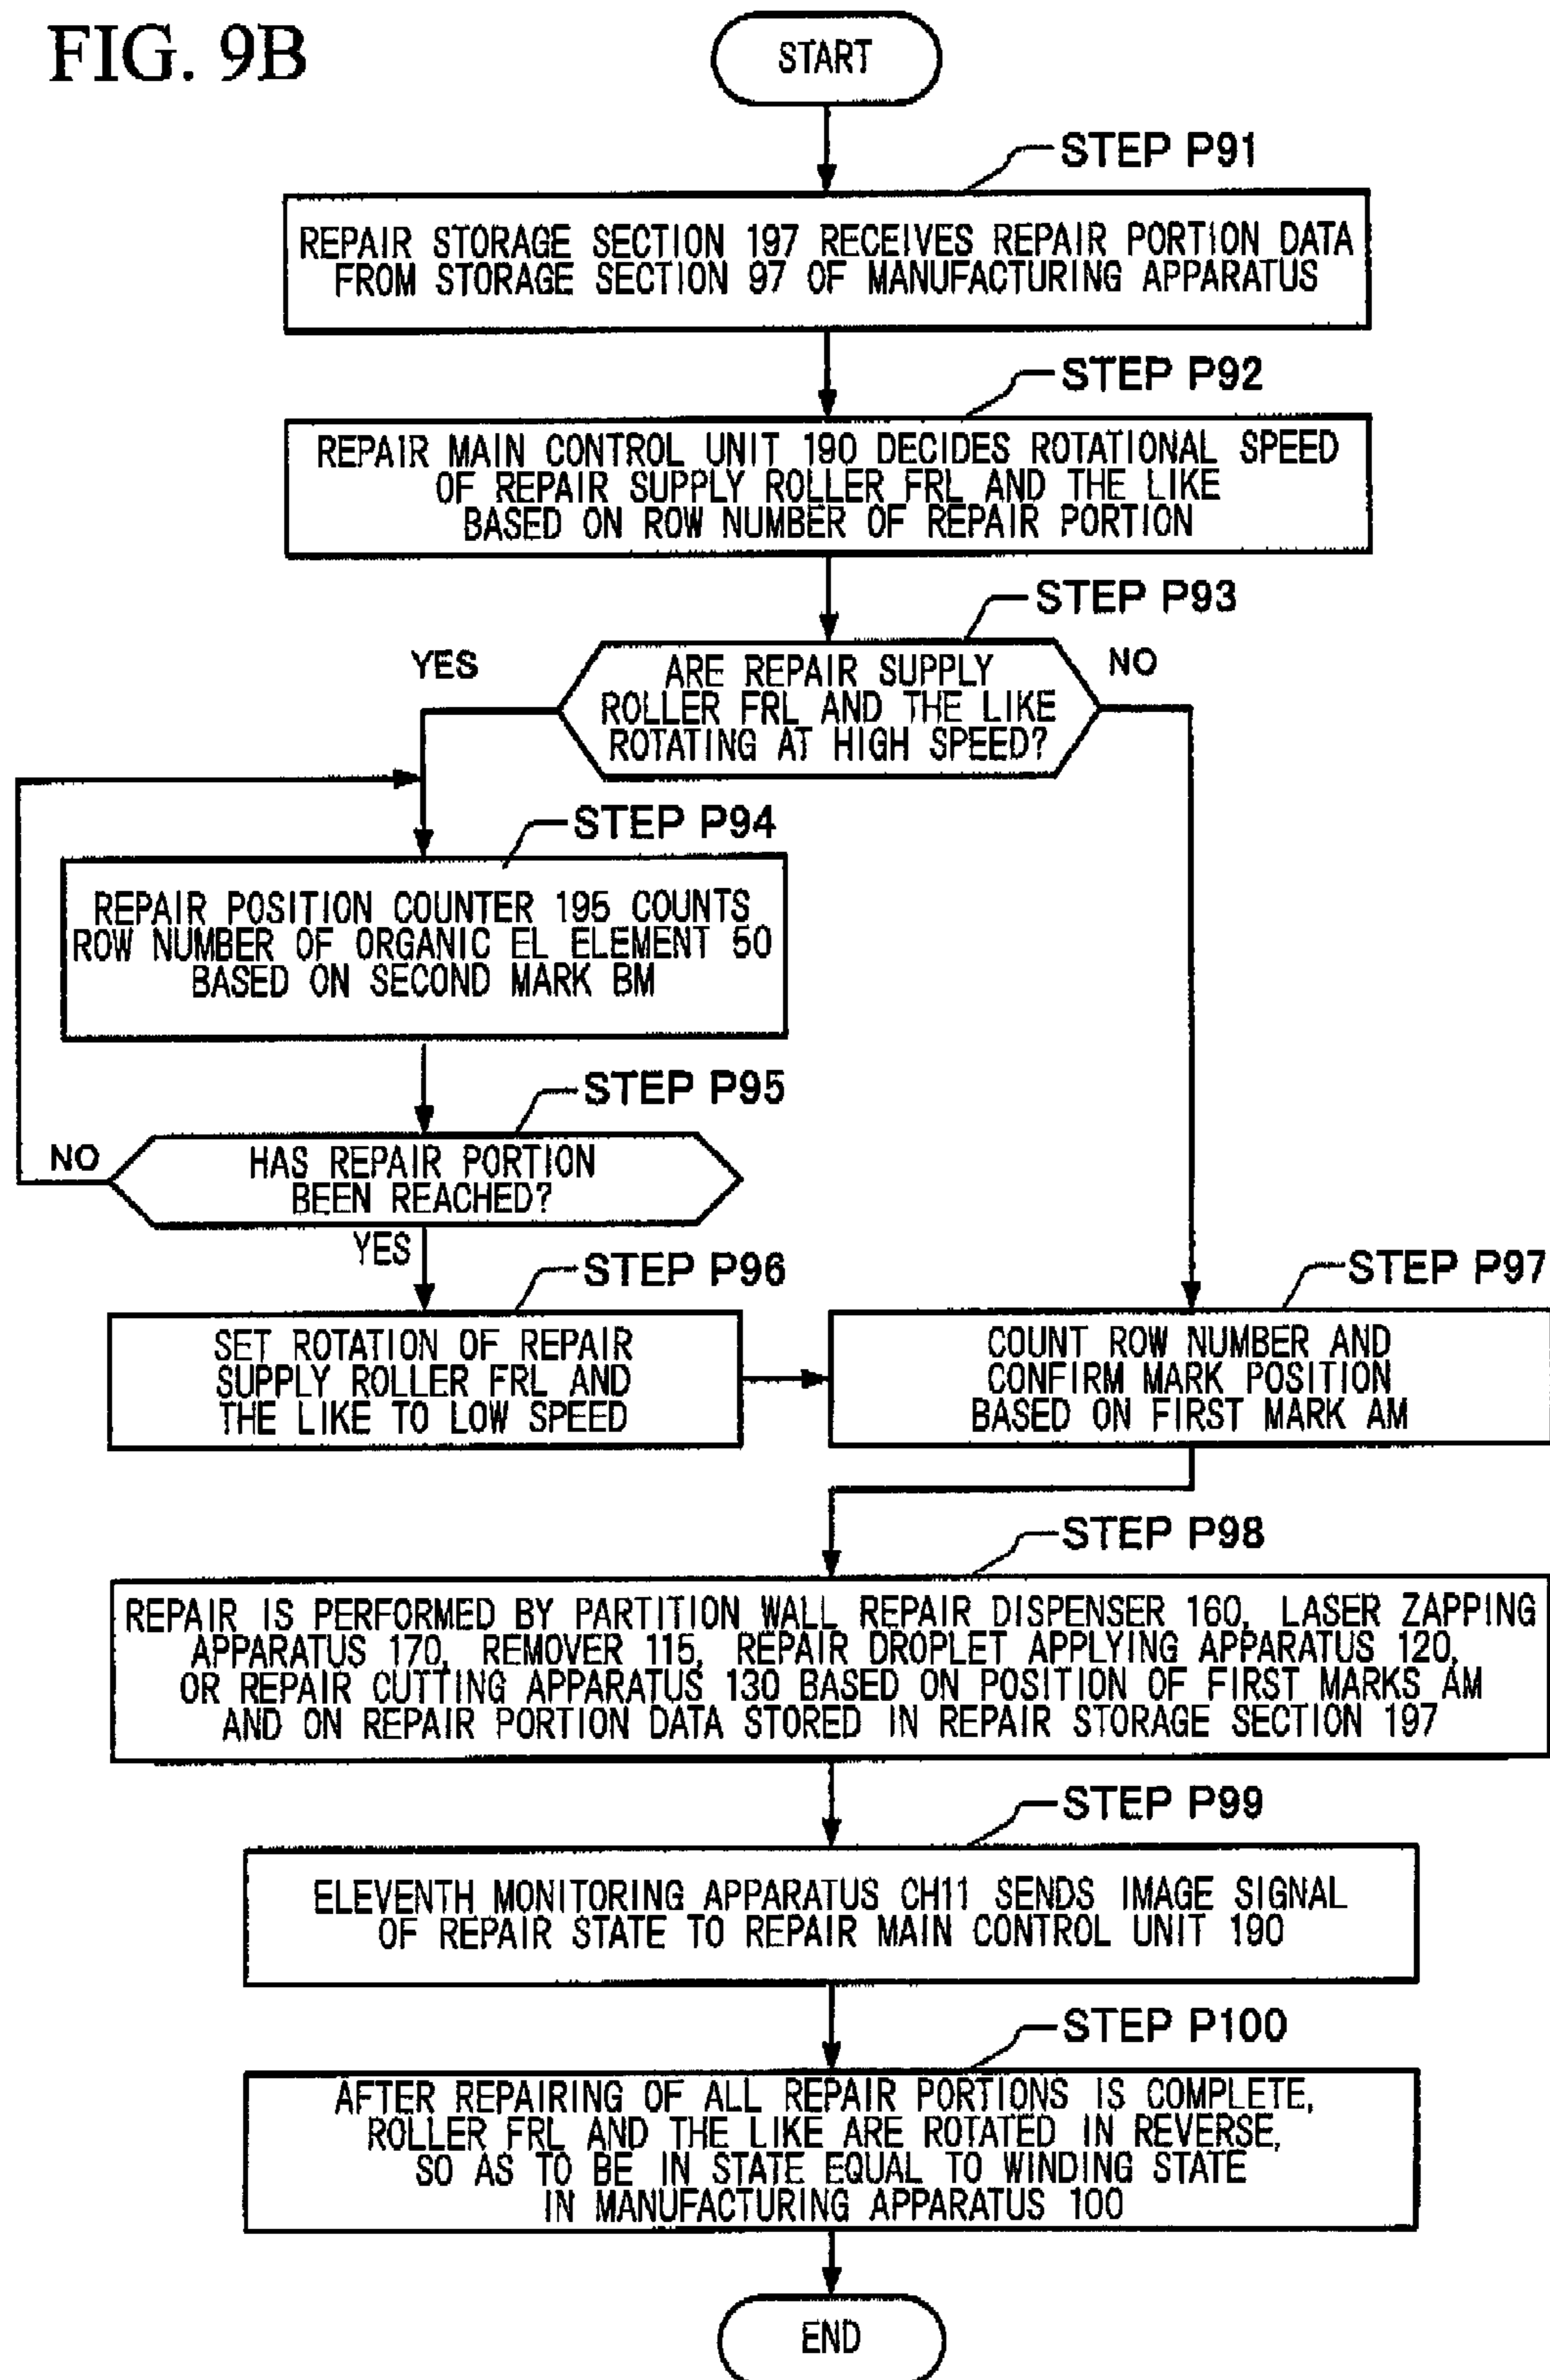 FIG. 9B
START
STEP P91
REPAIR STORAGE SECTION 197 RECEIVES REPAIR PORTION DATA
FROM STORAGE SECTION 97 OF MANUFACTURING APPARATUS
STEP P92
REPAIR MAIN CONTROL UNIT 190 DECIDES ROTATIONAL SPEED
OF REPAIR SUPPLY ROLLER FRL AND THE LIKE
BASED ON ROW NUMBER OF REPAIR PORTION
STEP P93
YES
ARE REPAIR SUPPLY
ROLLER FRL AND THE LIKE
ROTATING AT HIGH SPEED?
NO
STEP P94
REPAIR POSITION COUNTER 195 COUNTS
ROW NUMBER OF ORGANIC EL ELEMENT 50
BASED ON SECOND MARK BM
STEP P95
NO
HAS REPAIR PORTION
BEEN REACHED?
YES
STEP P96
SET ROTATION OF REPAIR
SUPPLY ROLLER FRL AND
THE LIKE TO LOW SPEED
STEP P97
COUNT ROW NUMBER AND
CONFIRM MARK POSITION
BASED ON FIRST MARK AM
STEP P98
REPAIR IS PERFORMED BY PARTITION WALL REPAIR DISPENSER 160, LASER ZAPPING
APPARATUS 170, REMOVER 115, REPAIR DROPLET APPLYING APPARATUS 120,
OR REPAIR CUTTING APPARATUS 130 BASED ON POSITION OF FIRST MARKS AM
AND ON REPAIR PORTION DATA STORED IN REPAIR STORAGE SECTION 197
STEP P99
ELEVENTH MONITORING APPARATUS CH11 SENDS IMAGE SIGNAL
OF REPAIR STATE TO REPAIR MAIN CONTROL UNIT 190
STEP P100
AFTER REPAIRING OF ALL REPAIR PORTIONS IS COMPLETE,
ROLLER FRL AND THE LIKE ARE ROTATED IN REVERSE,
SO AS TO BE IN STATE EQUAL TO WINDING STATE
IN MANUFACTURING APPARATUS 100
END